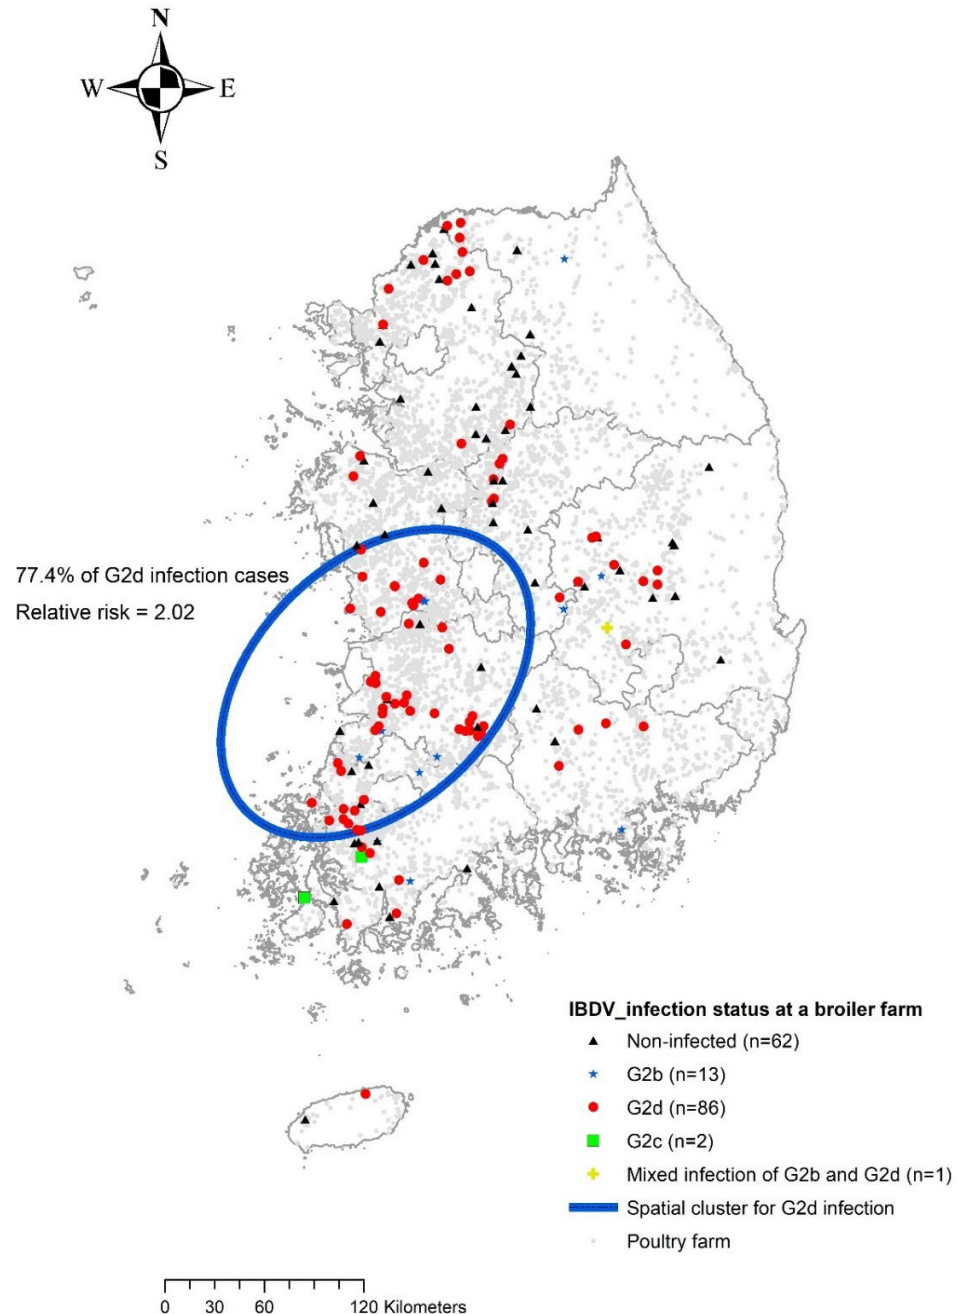 N
W E
S
77.4% of G2d infection cases
Relative risk = 2.02
IBDV_infection status at a broiler farm
Non-infected (n=62)
G2b (n=13)
G2d (n=86)
G2c (n=2)
Mixed infection of G2b and G2d (n=1)
Spatial cluster for G2d infection
Poultry farm
0 30 60 120 Kilometers